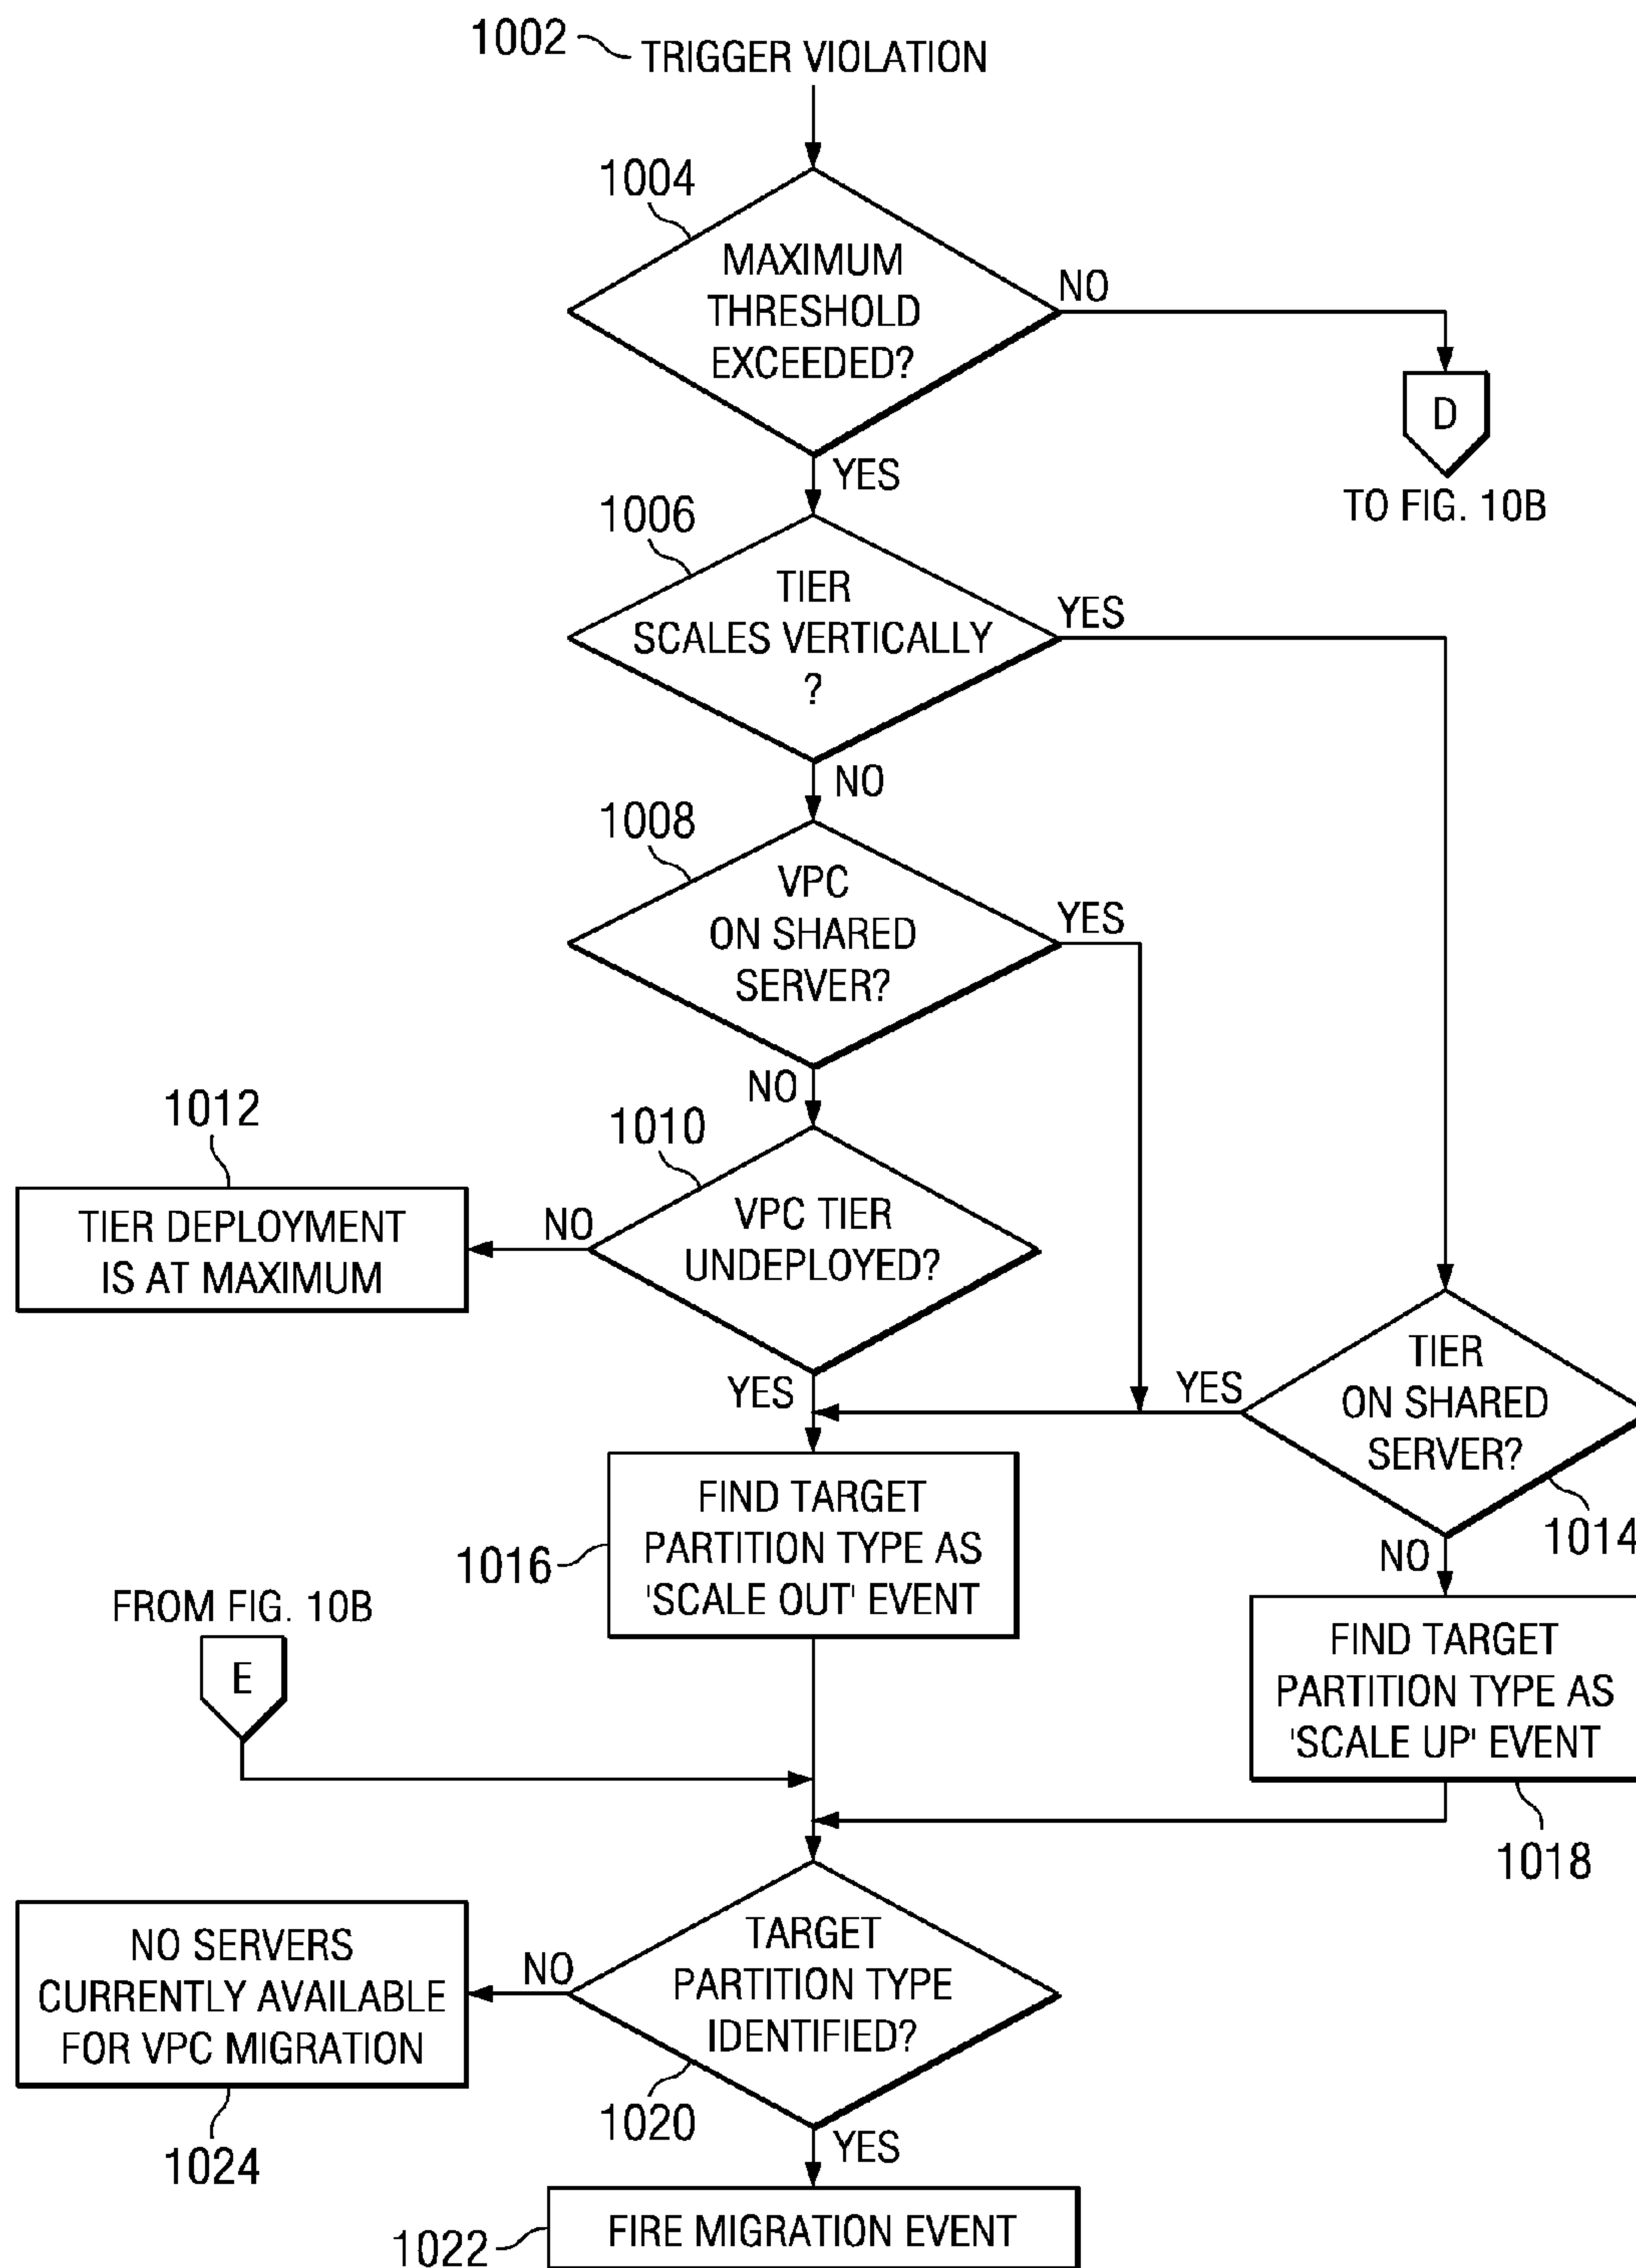 1002
TRIGGER VIOLATION
1004
MAXIMUM
THRESHOLD
EXCEEDED?
NO
D
TO FIG. 10B
YES
1006
TIER
SCALES VERTICALLY
?
YES
NO
1008
VPC
ON SHARED
SERVER?
YES
NO
1010
VPC TIER
UNDEPLOYED?
NO
1012
TIER DEPLOYMENT
IS AT MAXIMUM
YES
TIER
ON SHARED
SERVER?
YES
1014
NO
FIND TARGET
PARTITION TYPE AS
'SCALE OUT' EVENT
1016
FIND TARGET
PARTITION TYPE AS
'SCALE UP' EVENT
1018
FROM FIG. 10B
E
TARGET
PARTITION TYPE
IDENTIFIED?
1020
NO
NO SERVERS
CURRENTLY AVAILABLE
FOR VPC MIGRATION
1024
YES
FIRE MIGRATION EVENT
1022